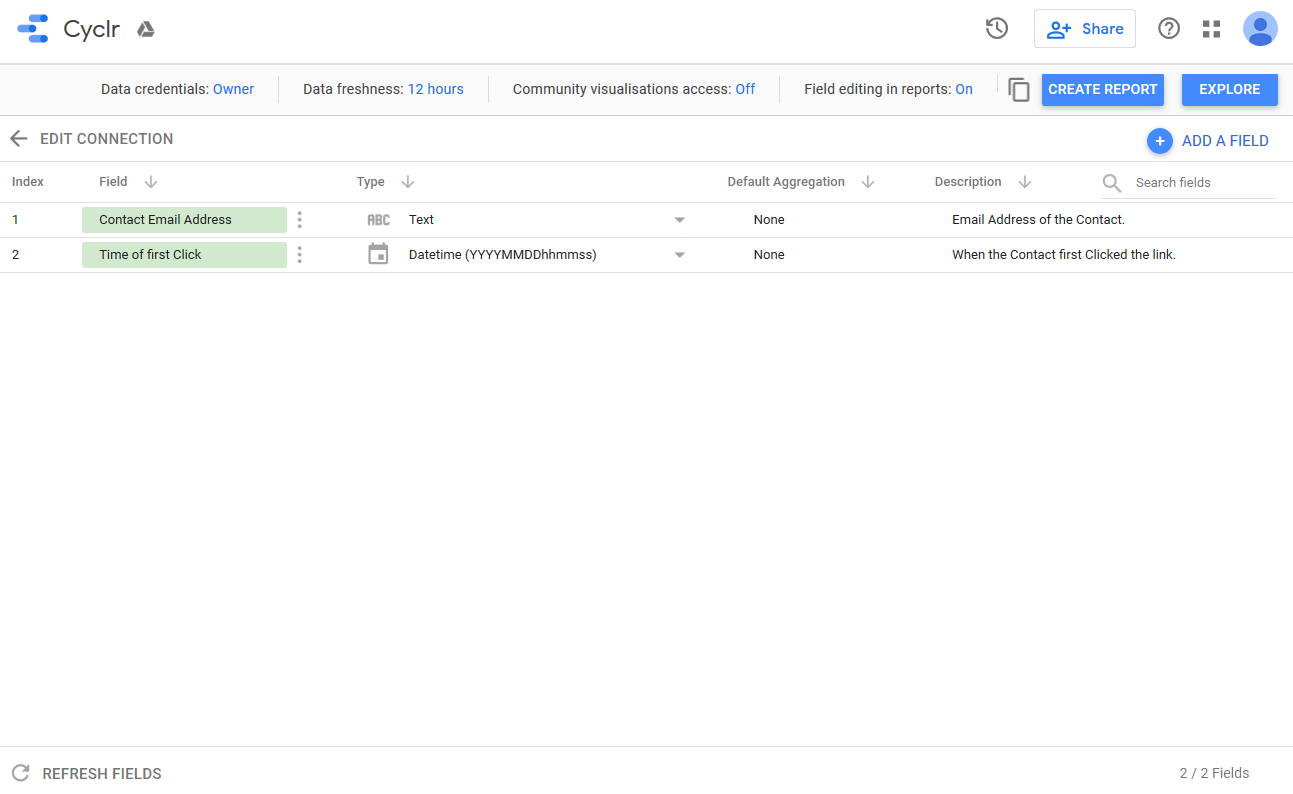 Cyclr
Share
Data credentials: Owner
Data freshness: 12 hours
Community visualisations access: Off
Field editing in reports: On
CREATE REPORT
EXPLORE
EDIT CONNECTION
ADD A FIELD
Index Field Type Default Aggregation Description Search fields
1 Contact Email Address ABC Text None Email Address of the Contact.
2 Time of first Click Datetime (YYYYMMDDhhmmss) None When the Contact first Clicked the link.
REFRESH FIELDS
2 / 2 Fields